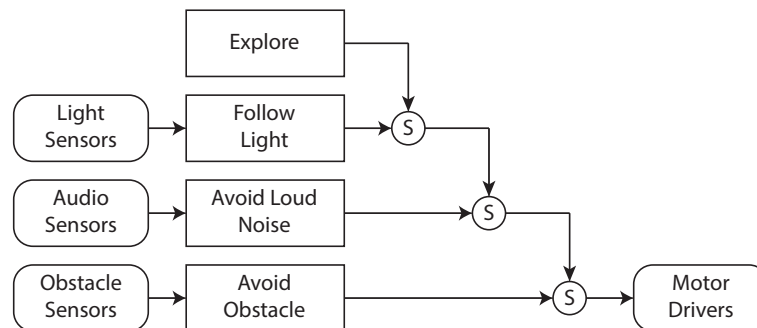 Explore
Light
Sensors
Follow
Light
S
Audio
Sensors
Avoid Loud
Noise
S
Obstacle
Sensors
Avoid
Obstacle
S
Motor
Drivers